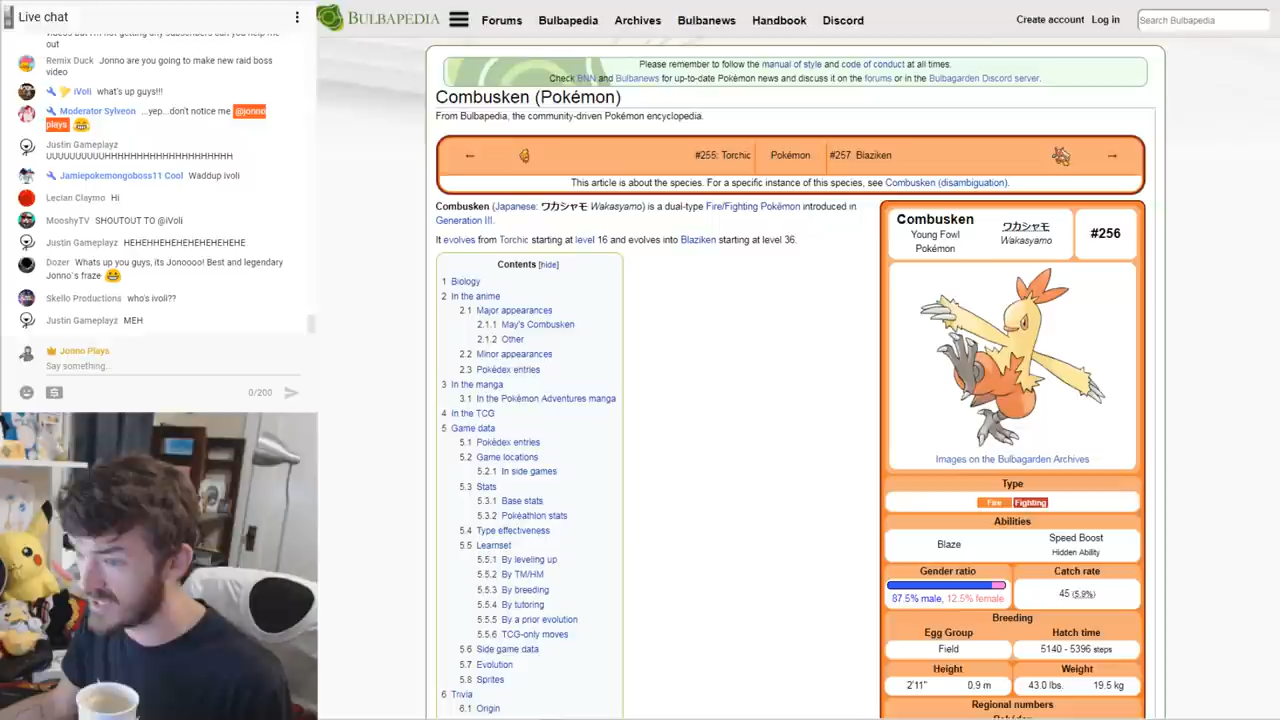 Live chat
out
Remix Duck Jonno are you going to make new raid boss
video
iVoli what's up guys!!!
Moderator Sylveon ...yep...don't notice me @jonno
plays
Justin Gameplayz
UUUUUUUUUUHHHHHHHHHHHHHHHHHHHH
Jamiepokemongoboss11 Cool Waddup ivoli
Lecian Claymo Hi
MooshyTV SHOUTOUT TO @iVoli
Justin Gameplayz HEHEHHEHEHEHEHEHEHEHE
Dozer Whats up you guys, its Jonoooo! Best and legendary
Jonno`s fraze
Skello Productions who's ivoli??
Justin Gameplayz MEH
Jonno Plays
Say something...
0/200
BULBAPEDIA
Forums Bulbapedia Archives Bulbanews Handbook Discord
Create account Log in
Search Bulbapedia
Please remember to follow the manual of style and code of conduct at all times.
Check BNN and Bulbanews for up-to-date Pokémon news and discuss it on the forums or in the Bulbagarden Discord server.
Combusken (Pokémon)
From Bulbapedia, the community-driven Pokémon encyclopedia.
← #255: Torchic Pokémon #257 Blaziken →
This article is about the species. For a specific instance of this species, see Combusken (disambiguation).
Combusken (Japanese: ワカシャモ Wakasyamo) is a dual-type Fire/Fighting Pokémon introduced in
Generation III.
It evolves from Torchic starting at level 16 and evolves into Blaziken starting at level 36.
Contents [hide]
1 Biology
2 In the anime
2.1 Major appearances
2.1.1 May's Combusken
2.1.2 Other
2.2 Minor appearances
2.3 Pokédex entries
3 In the manga
3.1 In the Pokémon Adventures manga
4 In the TCG
5 Game data
5.1 Pokédex entries
5.2 Game locations
5.2.1 In side games
5.3 Stats
5.3.1 Base stats
5.3.2 Pokéathlon stats
5.4 Type effectiveness
5.5 Learnset
5.5.1 By leveling up
5.5.2 By TM/HM
5.5.3 By breeding
5.5.4 By tutoring
5.5.5 By a prior evolution
5.5.6 TCG-only moves
5.6 Side game data
5.7 Evolution
5.8 Sprites
6 Trivia
6.1 Origin
Combusken
Young Fowl
Pokémon
ワカシャモ
Wakasyamo
#256
Images on the Bulbagarden Archives
Type
Fire Fighting
Abilities
Blaze
Speed Boost
Hidden Ability
Gender ratio
87.5% male, 12.5% female
Catch rate
45 (5.9%)
Breeding
Egg Group
Field
Hatch time
5140 - 5396 steps
Height
2'11" 0.9 m
Weight
43.0 lbs. 19.5 kg
Regional numbers